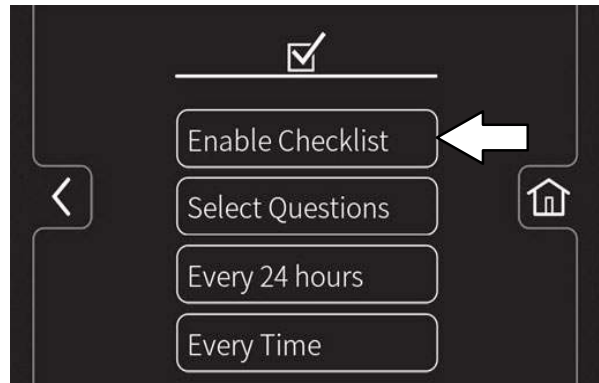 Enable Checklist
Select Questions
Every 24 hours
Every Time